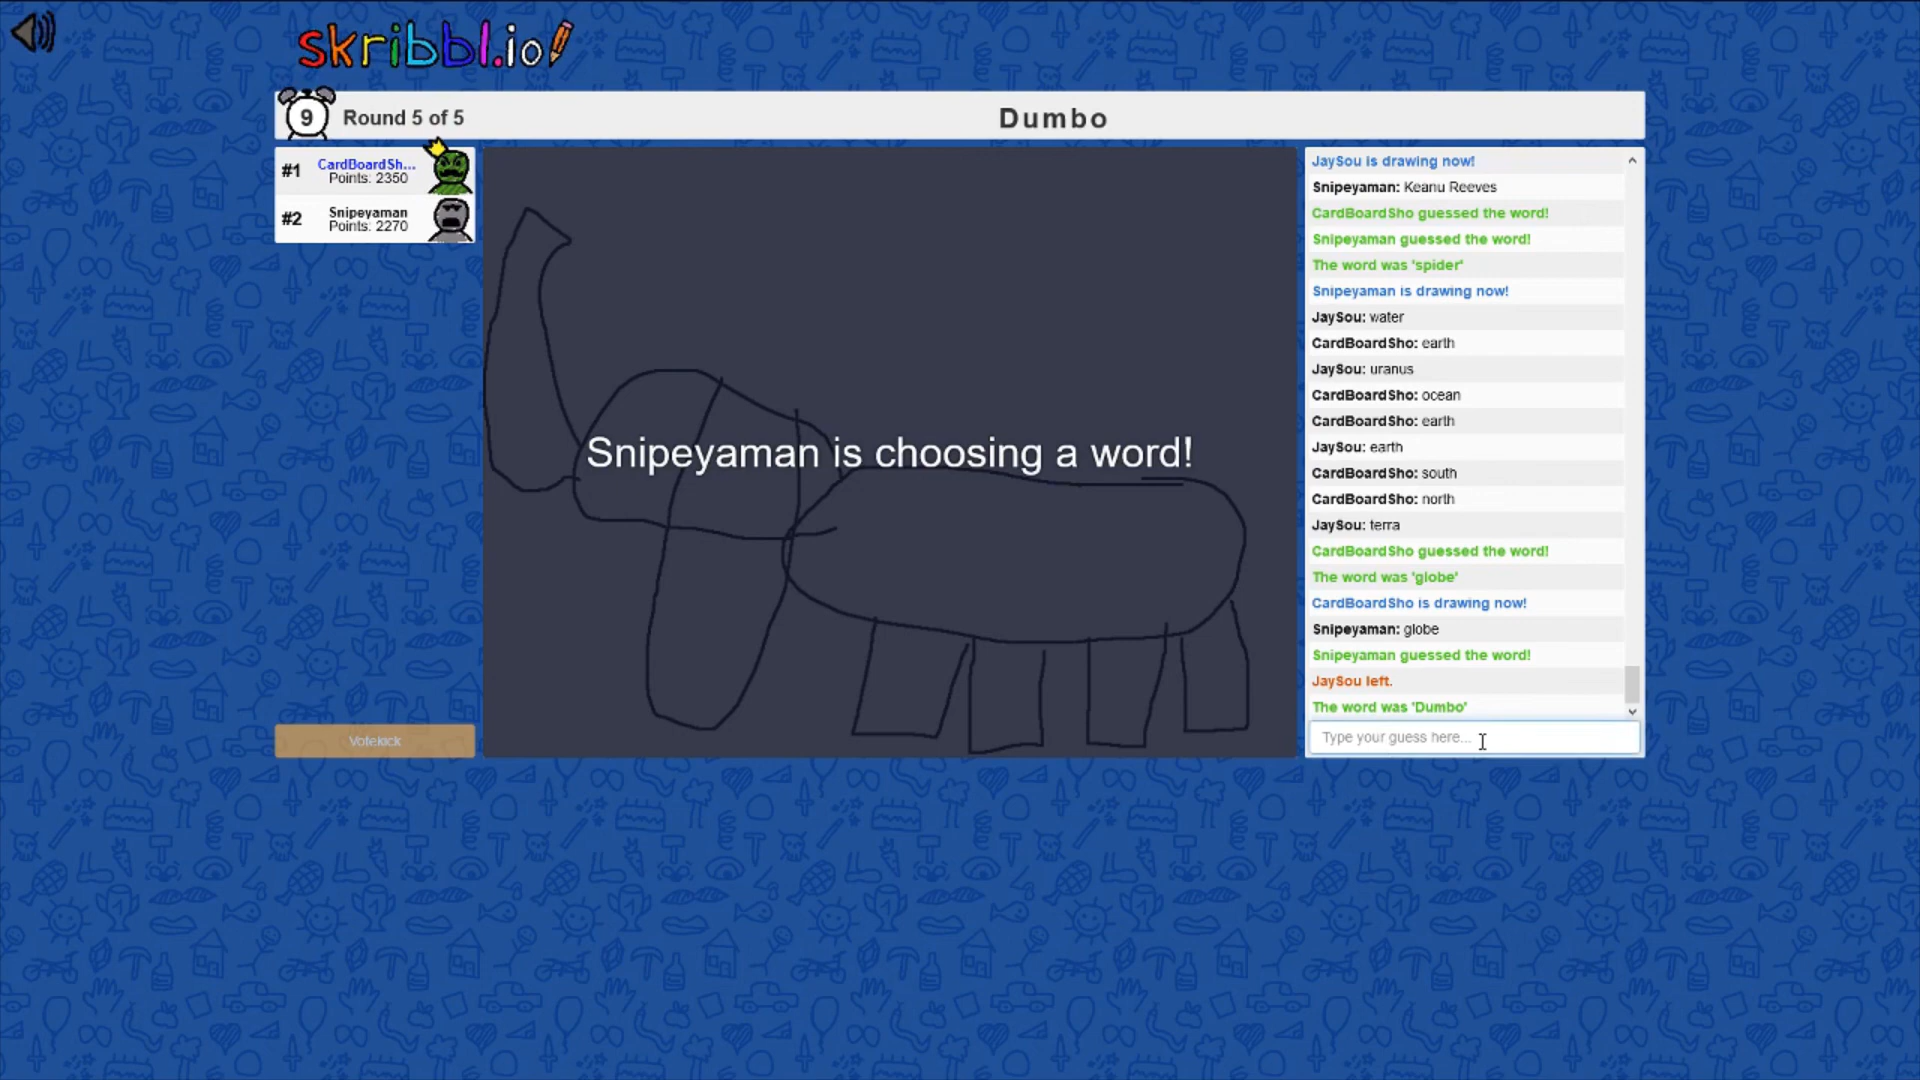 skribbl.io
9
Round 5 of 5
Dumbo
#1
CardBoardSh...
Points: 2350
#2
Snipeyaman
Points: 2270
Votekick
Snipeyaman is choosing a word!
JaySou is drawing now!
Snipeyaman: Keanu Reeves
CardBoardSho guessed the word!
Snipeyaman guessed the word!
The word was 'spider'
Snipeyaman is drawing now!
JaySou: water
CardBoardSho: earth
JaySou: uranus
CardBoardSho: ocean
CardBoardSho: earth
JaySou: earth
CardBoardSho: south
CardBoardSho: north
JaySou: terra
CardBoardSho guessed the word!
The word was 'globe'
CardBoardSho is drawing now!
Snipeyaman: globe
Snipeyaman guessed the word!
JaySou left.
The word was 'Dumbo'
Type your guess here...